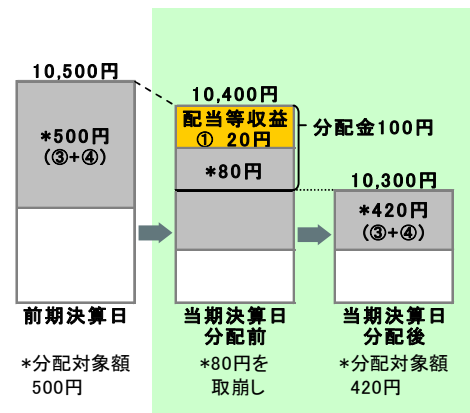 10,500円
*500円
(③+④)
前期決算日
*分配対象額
500円
10,400円
配当等収益
① 20円
*80円
分配金100円
当期決算日
分配前
*80円を
取崩し
10,300円
*420円
(③+④)
当期決算日
分配後
*分配対象額
420円